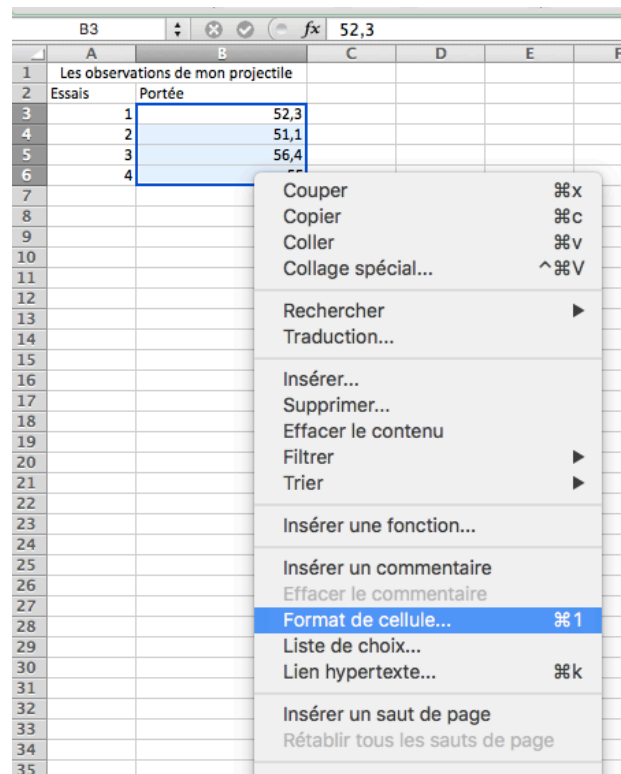 B3 fx 52,3
A B C D E F
1 Les observations de mon projectile
2 Essais Portée
3 1 52,3
4 2 51,1
5 3 56,4
6 4
7
8
9
10
11
12
13
14
15
16
17
18
19
20
21
22
23
24
25
26
27
28
29
30
31
32
33
34
35
Couper ⌘x
Copier ⌘c
Coller ⌘v
Collage spécial... ^⌘V
Rechercher
Traduction...
Insérer...
Supprimer...
Effacer le contenu
Filtrer
Trier
Insérer une fonction...
Insérer un commentaire
Effacer le commentaire
Format de cellule... ⌘1
Liste de choix...
Lien hypertexte... ⌘k
Insérer un saut de page
Rétablir tous les sauts de page